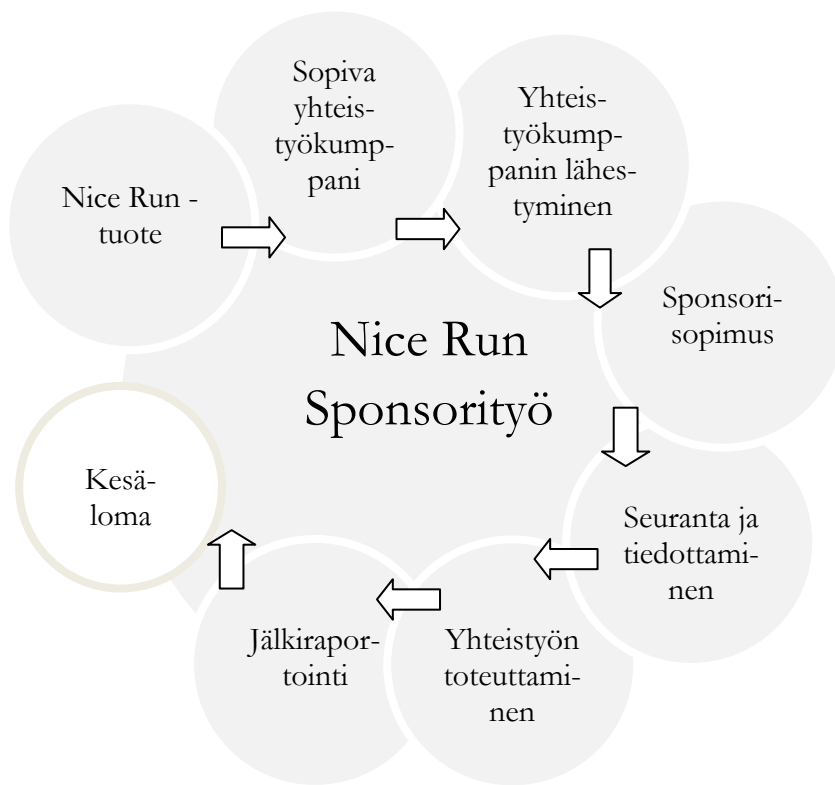 Sopiva
yhteis-
työkump-
pani
Yhteis-
työkump-
panin lähes-
tyminen
Nice Run -
tuote
Sponsori-
sopimus
Nice Run
Sponsorityö
Kesä-
loma
Seuranta ja
tiedottami-
nen
Jälkirapor-
tointi
Yhteistyön
toteuttami-
nen